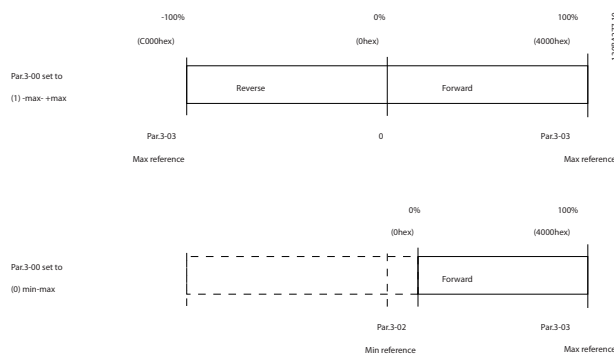 -100%
0%
100%
(C000hex)
(0hex)
(4000hex)
Par.3-00 set to
(1) -max- +max
Reverse
Forward
Par.3-03
0
Par.3-03
Max reference
Max reference
0%
100%
(0hex)
(4000hex)
Par.3-00 set to
(0) min-max
Forward
Par.3-02
Par.3-03
Min reference
Max reference